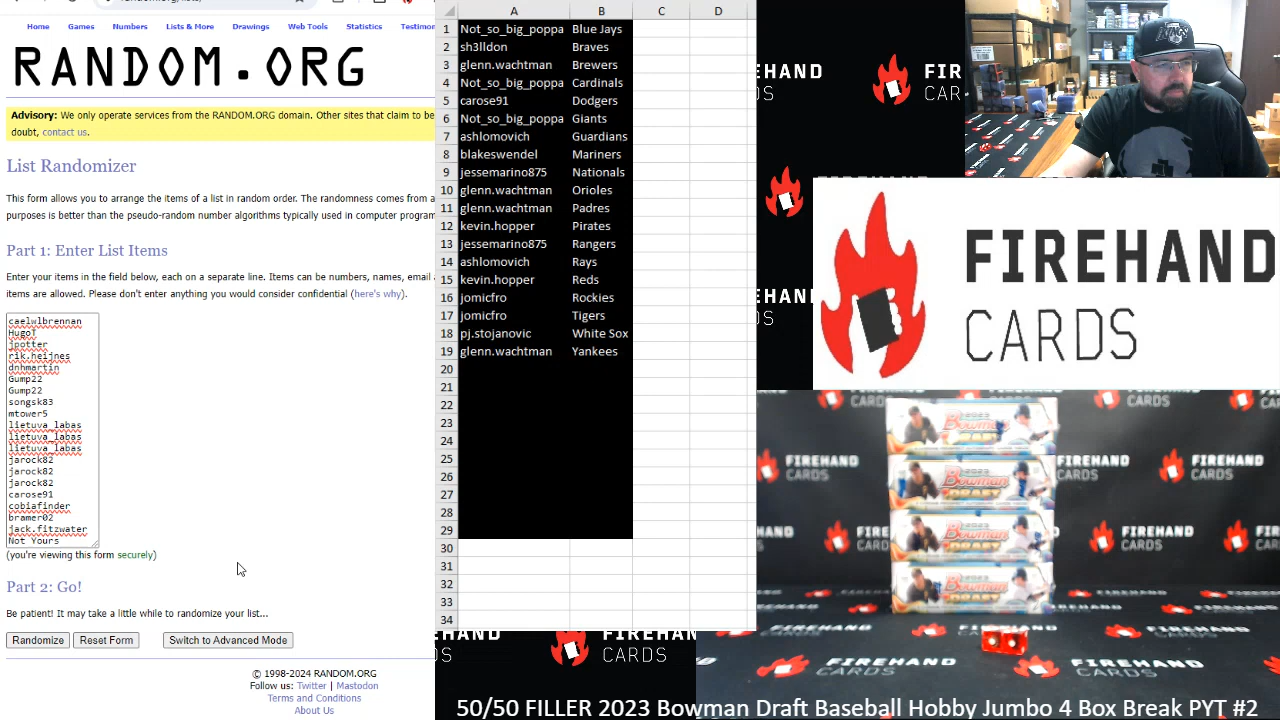 Home Games Numbers Lists & More Drawings Web Tools Statistics Testimon
RANDOM.ORG
Advisory: We only operate services from the RANDOM.ORG domain. Other sites that claim to be
doubt, contact us.
List Randomizer
This form allows you to arrange the items of a list in random order. The randomness comes from a
purposes is better than the pseudo-random number algorithms typically used in computer program
Part 1: Enter List Items
Enter your items in the field below, each on a separate line. Items can be numbers, names, email
items are allowed. Please don't enter anything you would consider confidential (here's why).
caelwlbrennan
HugoT
jpotter
rik.heijnes
dnhmartin
Gump22
Gump22
songsk83
mtower5
lletuva_labas
lletuva_labas
lletuva_labas
jarock82
jarock82
jarock82
carose91
cobiafinder
bramer02
jack.fitzwater
Not Yours
(you're viewing this form securely)
Part 2: Go!
Be patient! It may take a little while to randomize your list...
Randomize Reset Form Switch to Advanced Mode
© 1998-2024 RANDOM.ORG
Follow us: Twitter | Mastodon
Terms and Conditions
About Us
A B C D
1 Not_so_big_poppa Blue Jays
2 sh3lldon Braves
3 glenn.wachtman Brewers
4 Not_so_big_poppa Cardinals
5 carose91 Dodgers
6 Not_so_big_poppa Giants
7 ashlomovich Guardians
8 blakeswendel Mariners
9 jessemarino875 Nationals
10 glenn.wachtman Orioles
11 glenn.wachtman Padres
12 kevin.hopper Pirates
13 jessemarino875 Rangers
14 ashlomovich Rays
15 kevin.hopper Reds
16 jomicfro Rockies
17 jomicfro Tigers
18 pj.stojanovic White Sox
19 glenn.wachtman Yankees
20
21
22
23
24
25
26
27
28
29
30
31
32
33
34
FIREHAND
CARDS
50/50 FILLER 2023 Bowman Draft Baseball Hobby Jumbo 4 Box Break PYT #2